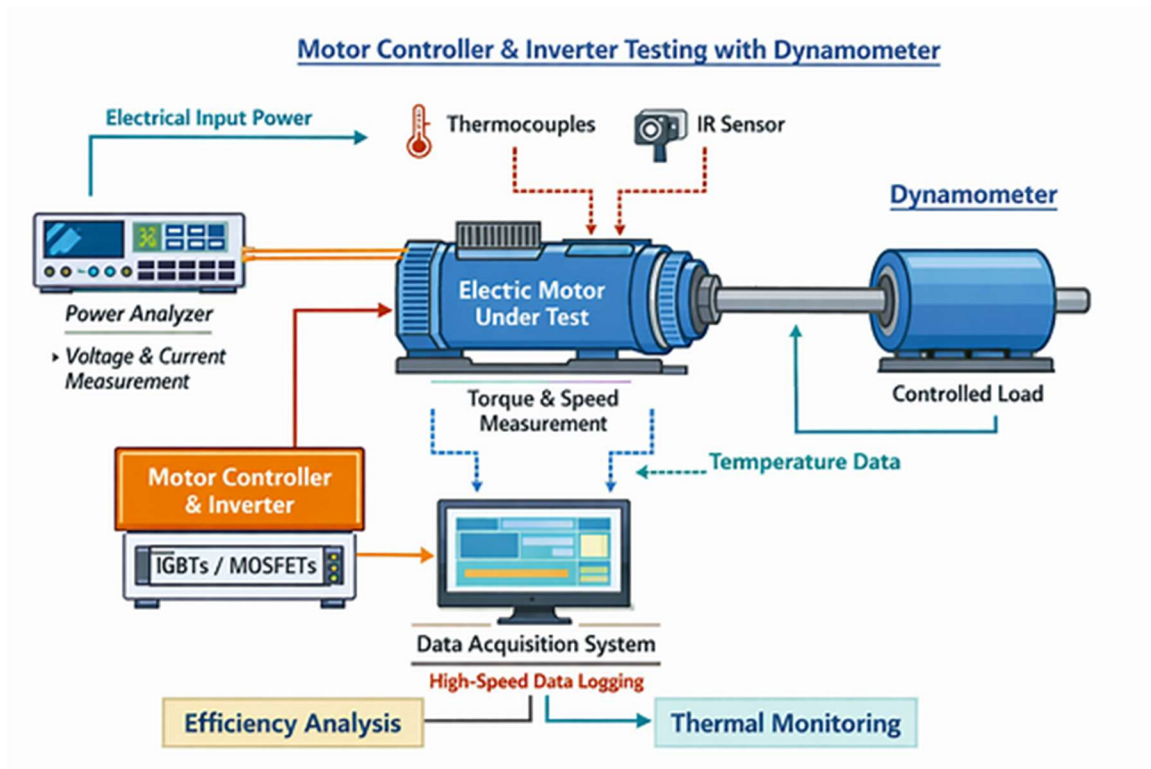 Motor Controller & Inverter Testing with Dynamometer
Electrical Input Power
Thermocouples
IR Sensor
Dynamometer
Electric Motor
Under Test
Power Analyzer
‣ Voltage & Current
Measurement
Torque & Speed
Measurement
Controlled Load
Temperature Data
Motor Controller
& Inverter
IGBTs / MOSFETs
Data Acquisition System
High-Speed Data Logging
Efficiency Analysis
Thermal Monitoring